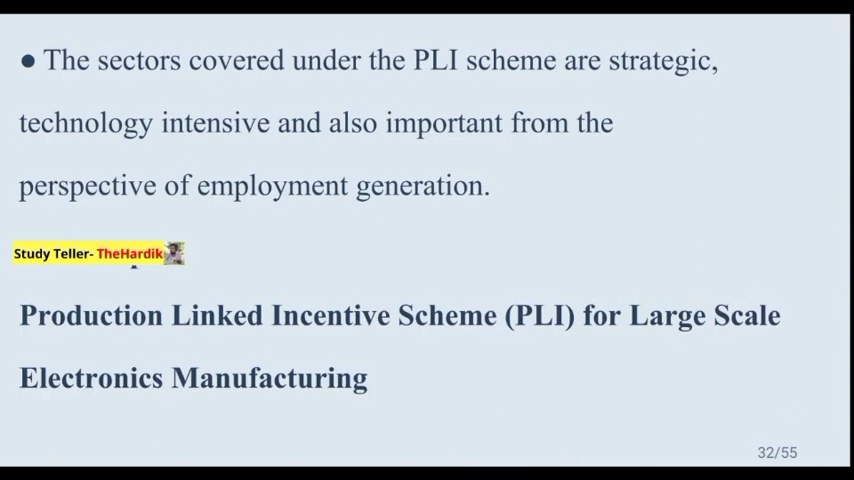 ● The sectors covered under the PLI scheme are strategic,
technology intensive and also important from the
perspective of employment generation.
Study Teller- TheHardik
Production Linked Incentive Scheme (PLI) for Large Scale
Electronics Manufacturing
32/55